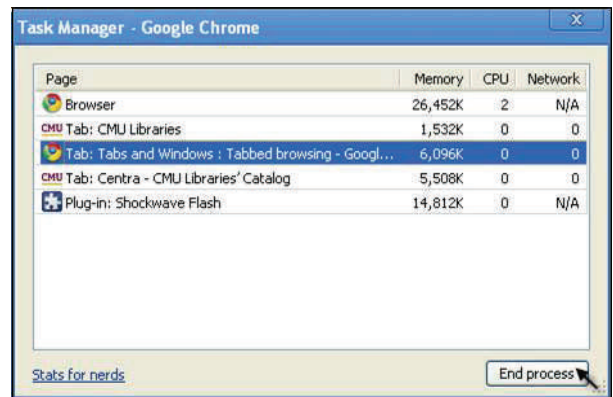 Task Manager - Google Chrome
Page Memory CPU Network
Browser 26,452K 2 N/A
CMU Tab: CMU Libraries 1,532K 0 0
Tab: Tabs and Windows : Tabbed browsing - Googl... 6,096K 0 0
CMU Tab: Centra - CMU Libraries' Catalog 5,508K 0 0
Plug-in: Shockwave Flash 14,812K 0 N/A
Stats for nerds End process